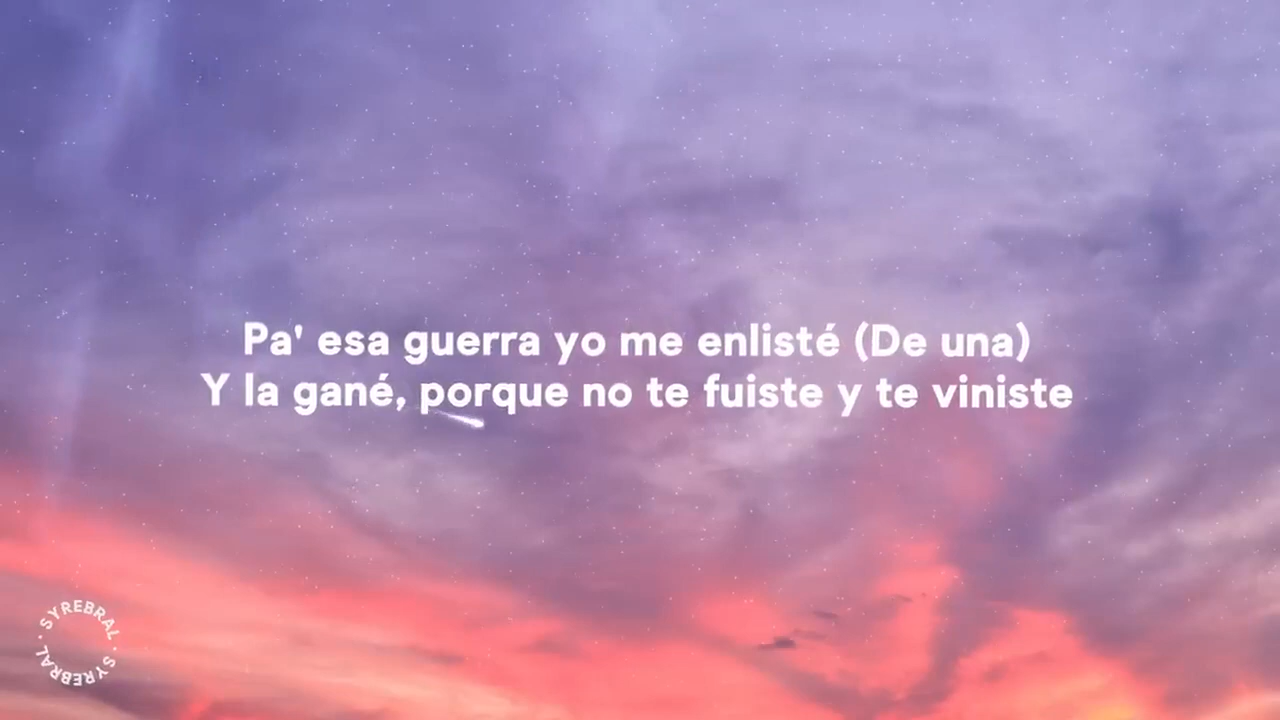 Pa' esa guerra yo me enlisté (De una)
Y la gané, porque no te fuiste y te viniste
SYREBRAL · SYREBRAL ·